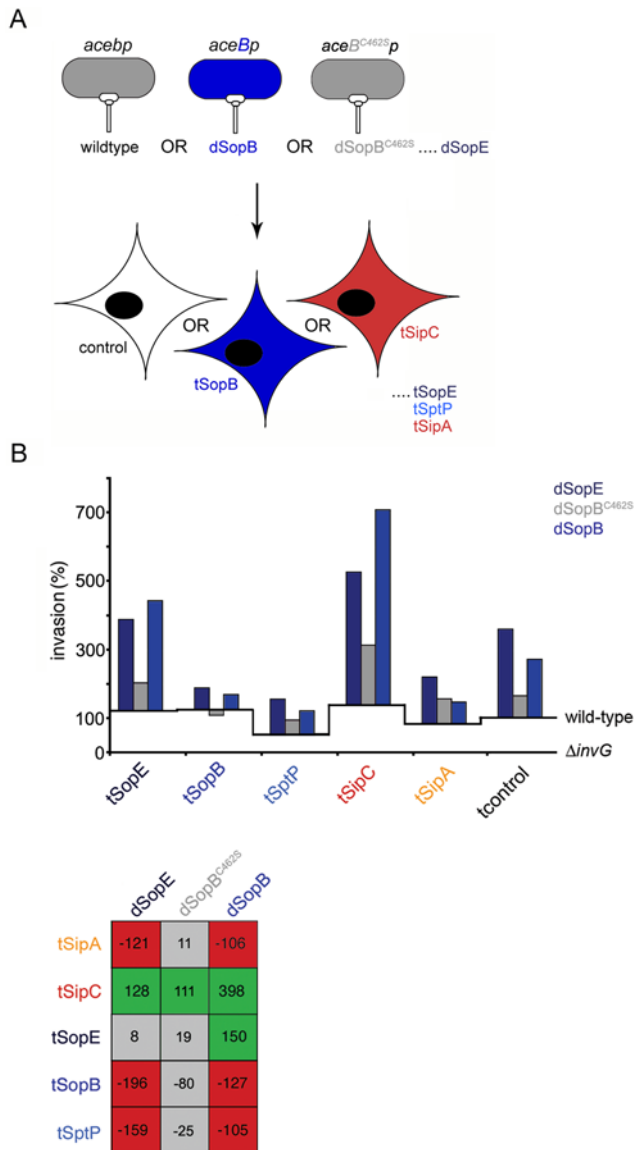 A
acebp aceBp aceB^C462S p
wildtype OR dSopB OR dSopB^C462S .... dSopE
control OR tSopB OR tSipC
.... tSopE
tSptP
tSipA
B
dSopE
dSopB^C462S
dSopB
invasion (%)
700
500
300
100
0
wild-type
ΔinvG
tSopE tSopB tSptP tSipC tSipA tcontrol
dSopE dSopB^C462S dSopB
tSipA -121 11 -106
tSipC 128 111 398
tSopE 8 19 150
tSopB -196 -80 -127
tSptP -159 -25 -105